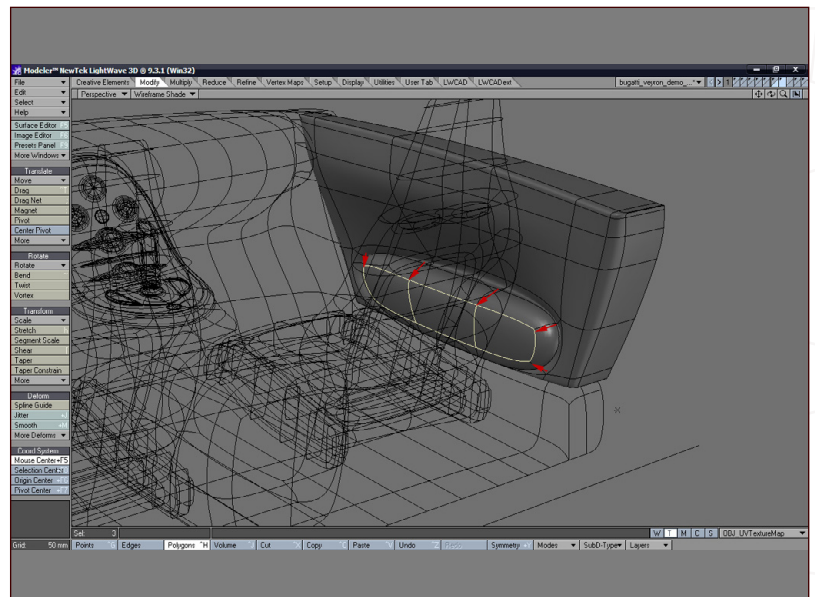 Modeler™ NewTek LightWave 3D ® 9.3.1 (Win32)
File Creative Elements Modify Multiply Reduce Refine Vertex Maps Setup Display Utilities User Tab LWCAD LWCADext bugatti_veyron_demo_... 1
Edit Perspective Wireframe Shade
Select
Help
Surface Editor F5
Image Editor F6
Presets Panel
More Windows
Translate
Move
Drag
Drag Net
Magnet
Pivot
Center Pivot
More
Rotate
Rotate
Bend
Twist
Vortex
Transform
Scale
Stretch h
Segment Scale
Shear
Taper
Taper Constrain
More
Deform
Spline Guide
Jitter
Smooth
More Deforms
Coord System
Mouse Center +F5
Selection Center
Origin Center
Pivot Center
Sel: 3 W T M C S OBJ_UVTextureMap
Grid: 50 mm Points Edges Polygons ^H Volume Cut Copy Paste Undo Symmetry Modes SubD-Type Layers